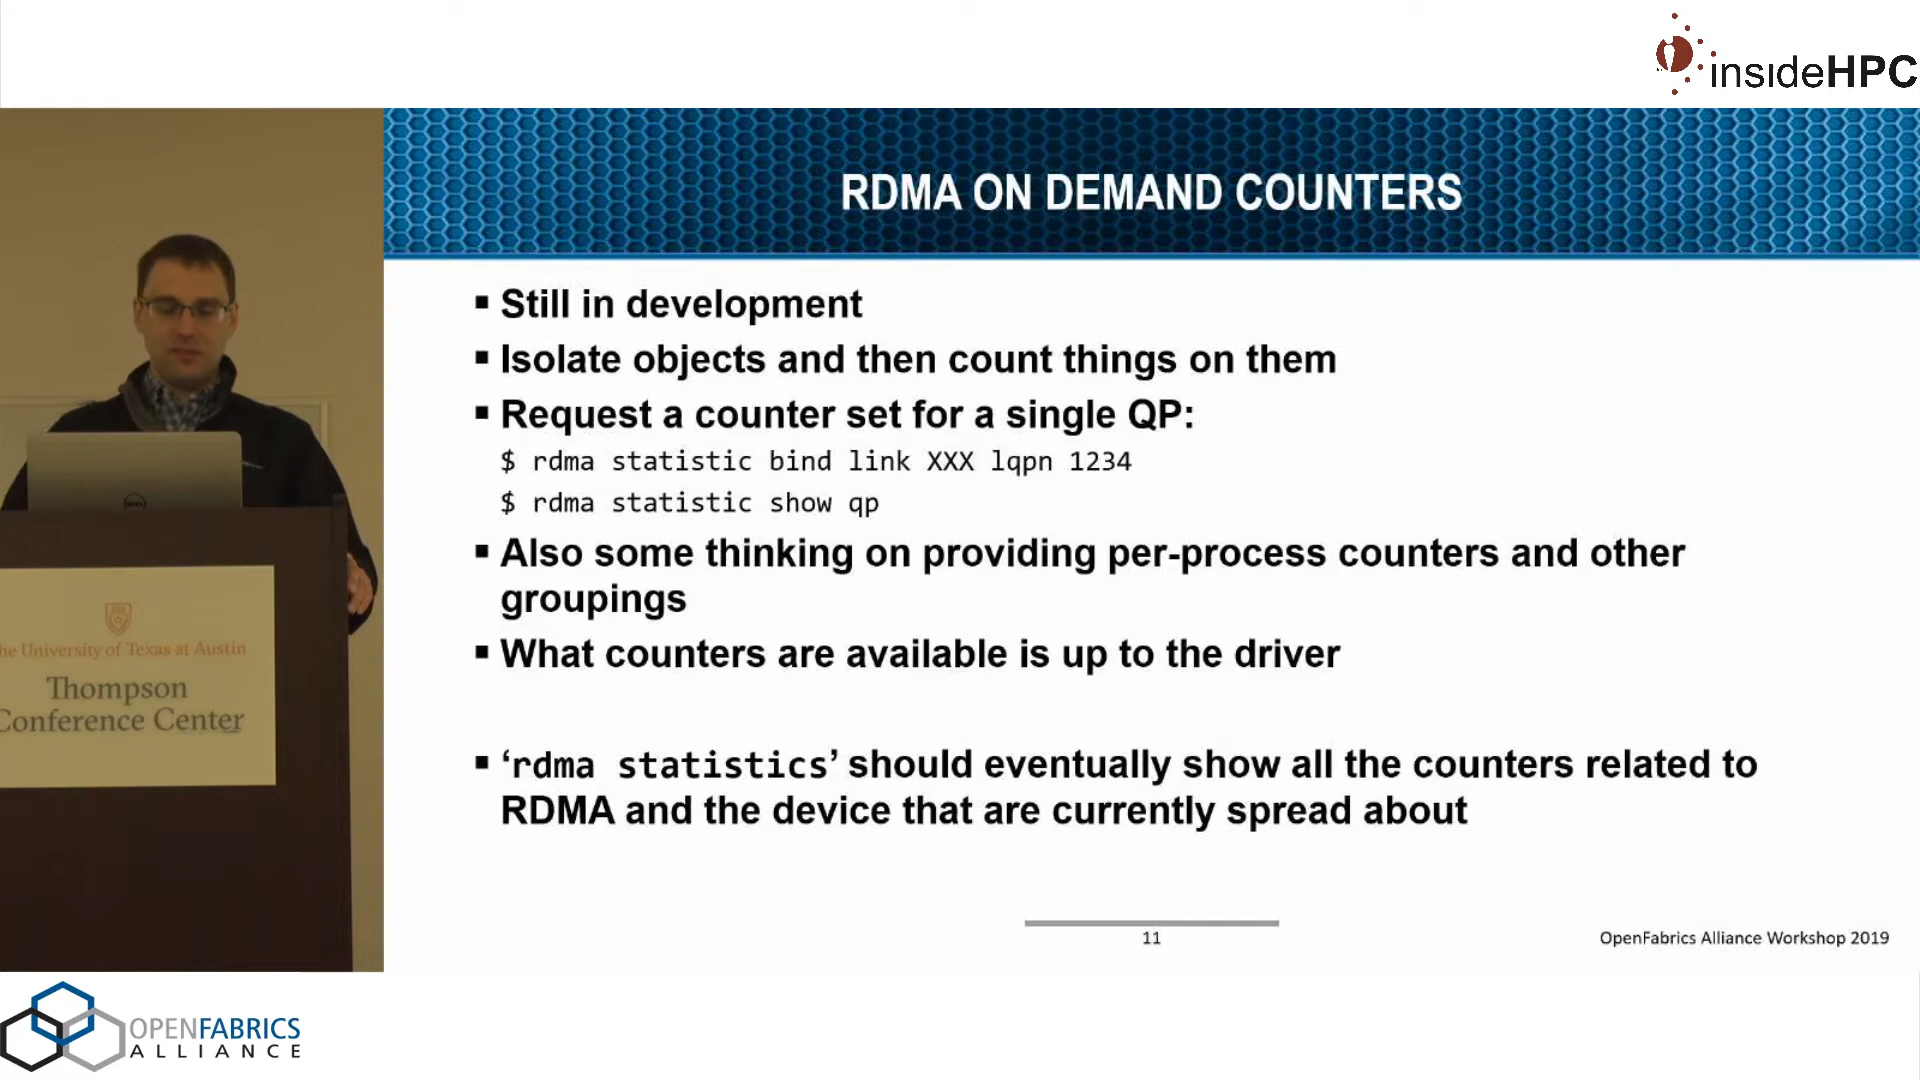 insideHPC
RDMA ON DEMAND COUNTERS
▪ Still in development
▪ Isolate objects and then count things on them
▪ Request a counter set for a single QP:
$ rdma statistic bind link XXX lqpn 1234
$ rdma statistic show qp
▪ Also some thinking on providing per-process counters and other
groupings
▪ What counters are available is up to the driver
▪ ‘rdma statistics’ should eventually show all the counters related to
RDMA and the device that are currently spread about
11
OpenFabrics Alliance Workshop 2019
he University of Texas at Austin
Thompson
Conference Center
DELL
OPENFABRICS
ALLIANCE